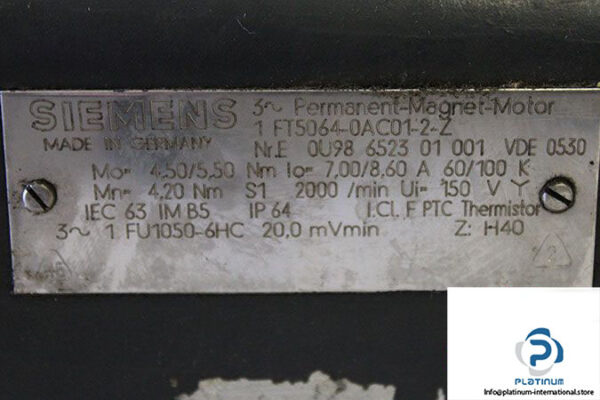 SIEMENS 3~ Permanent-Magnet-Motor
1 FT5064-0AC01-2-Z
MADE IN GERMANY Nr.E 0U98 6523 01 001 VDE 0530
Mo= 4,50/5,50 Nm Io= 7,00/8,60 A 60/100 K
Mn= 4,20 Nm S1 2000 /min Ui= 150 V Y
IEC 63 IM B5 IP 64 I.CL F PTC Thermistor
3~ 1 FU1050-6HC 20,0 mVmin Z: H40
2
PLATINUM
Info@platinum-international.store